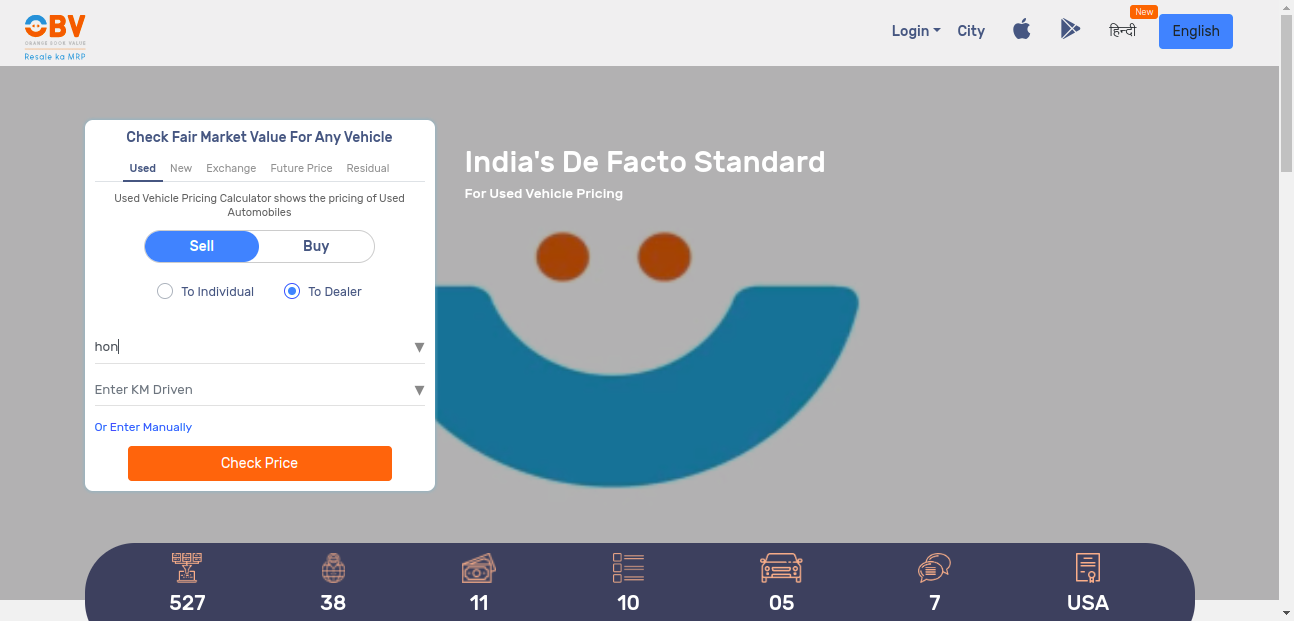 OBV
ORANGE BOOK VALUE
Resale ka MRP
Login
City
New
हिन्दी
English
Check Fair Market Value For Any Vehicle
Used New Exchange Future Price Residual
Used Vehicle Pricing Calculator shows the pricing of Used
Automobiles
Sell Buy
To Individual To Dealer
hon
Enter KM Driven
Or Enter Manually
Check Price
India's De Facto Standard
For Used Vehicle Pricing
527 38 11 10 05 7 USA